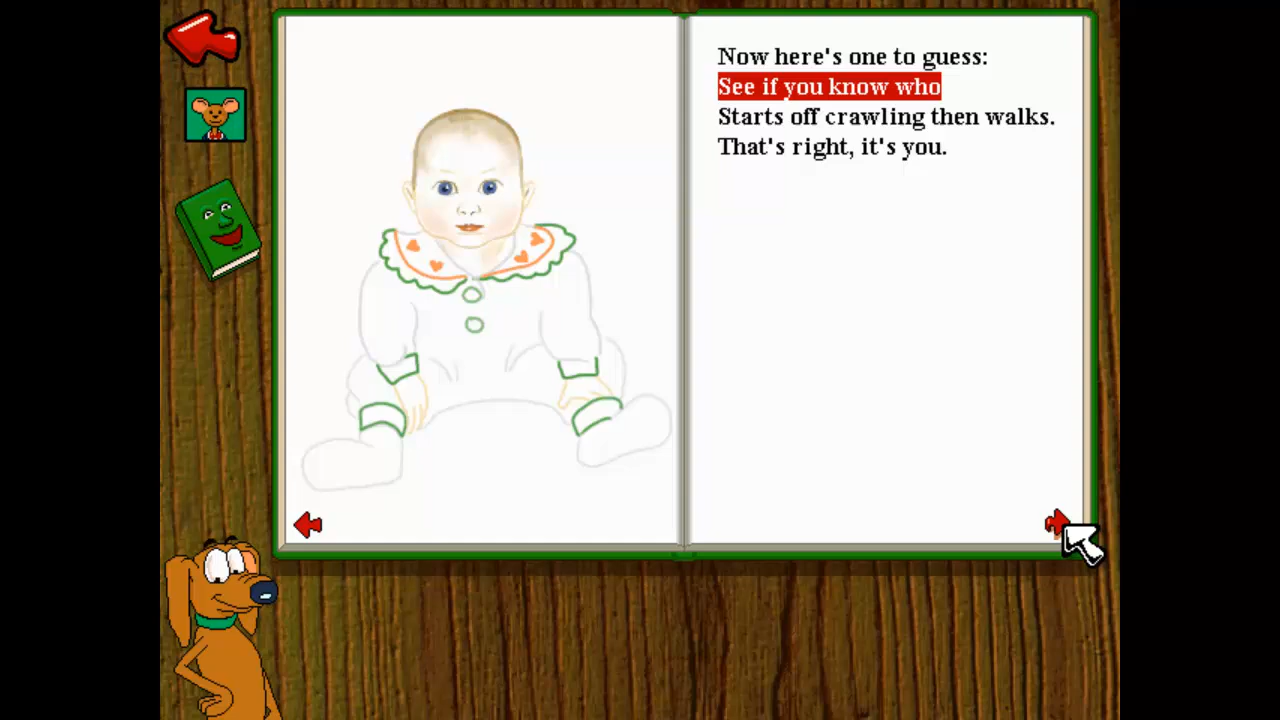 Now here's one to guess:
See if you know who
Starts off crawling then walks.
That's right, it's you.